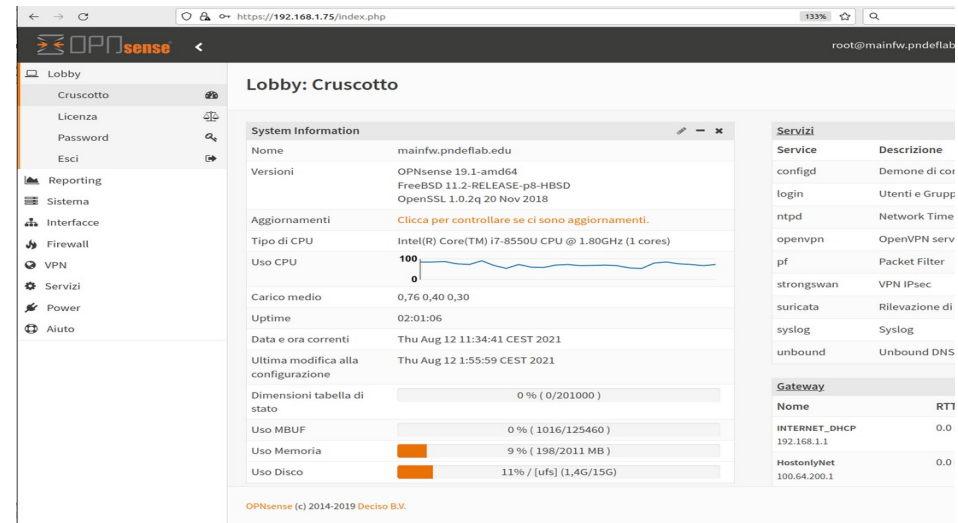 https://192.168.1.75/index.php
133%
OPNsense
root@mainfw.pndeflab
Lobby
Cruscotto
Licenza
Password
Esci
Reporting
Sistema
Interfacce
Firewall
VPN
Servizi
Power
Aiuto
Lobby: Cruscotto
System Information
Nome mainfw.pndeflab.edu
Versioni OPNsense 19.1-amd64
FreeBSD 11.2-RELEASE-p8-HBSD
OpenSSL 1.0.2q 20 Nov 2018
Aggiornamenti Clicca per controllare se ci sono aggiornamenti.
Tipo di CPU Intel(R) Core(TM) i7-8550U CPU @ 1.80GHz (1 cores)
Uso CPU 100
0
Carico medio 0,76 0,40 0,30
Uptime 02:01:06
Data e ora correnti Thu Aug 12 11:34:41 CEST 2021
Ultima modifica alla Thu Aug 12 1:55:59 CEST 2021
configurazione
Dimensioni tabella di 0 % ( 0/201000 )
stato
Uso MBUF 0 % ( 1016/125460 )
Uso Memoria 9 % ( 198/2011 MB )
Uso Disco 11% / [ufs] (1,4G/15G)
Servizi
Service Descrizione
configd Demone di con
login Utenti e Grupp
ntpd Network Time
openvpn OpenVPN serv
pf Packet Filter
strongswan VPN IPsec
suricata Rilevazione di
syslog Syslog
unbound Unbound DNS
Gateway
Nome RTT
INTERNET_DHCP 0.0
192.168.1.1
HostonlyNet 0.0
100.64.200.1
OPNsense (c) 2014-2019 Deciso B.V.